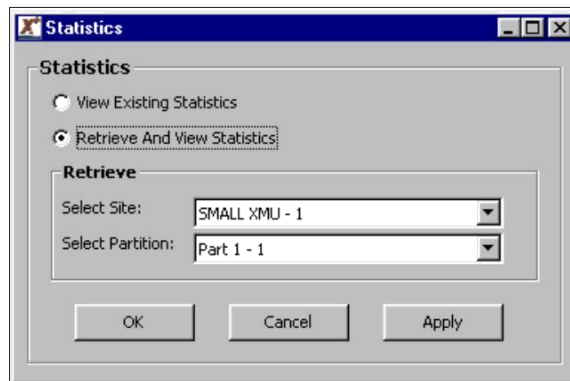 Statistics
Statistics
View Existing Statistics
Retrieve And View Statistics
Retrieve
Select Site: SMALL XMU - 1
Select Partition: Part 1 - 1
OK Cancel Apply